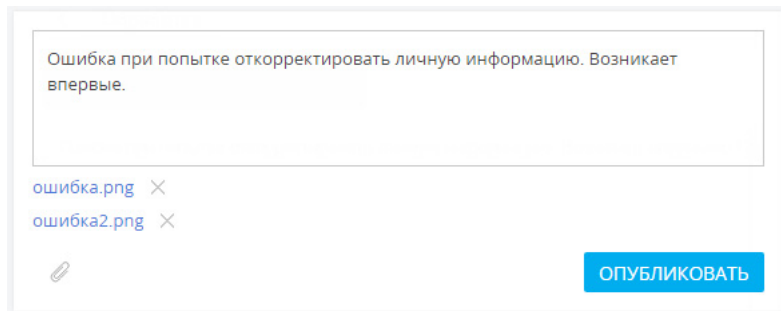 Ошибка при попытке откорректировать личную информацию. Возникает
впервые.
ошибка.png
ошибка2.png
ОПУБЛИКОВАТЬ